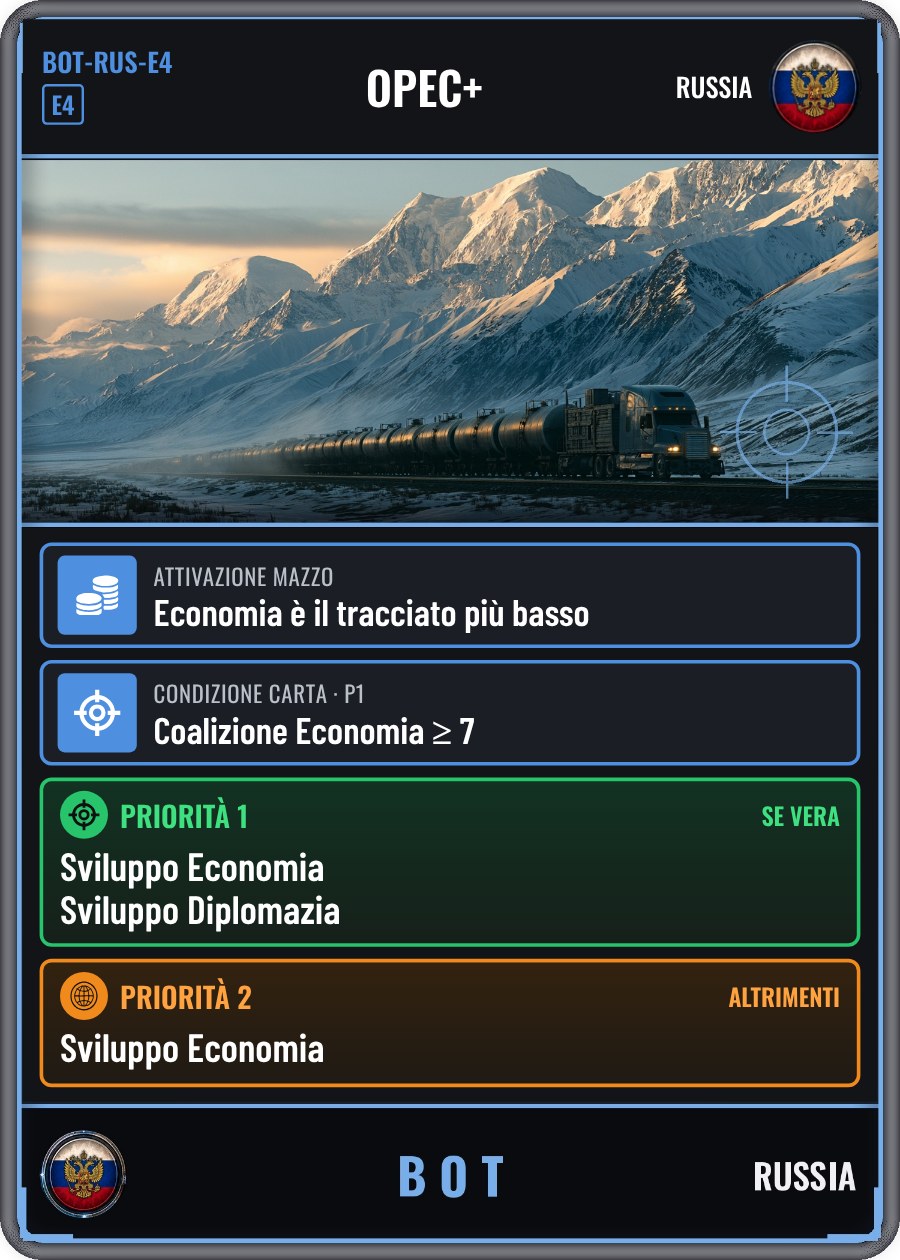 BOT-RUS-E4
E4
OPEC+
RUSSIA
ATTIVAZIONE MAZZO
Economia è il tracciato più basso
CONDIZIONE CARTA · P1
Coalizione Economia ≥ 7
PRIORITÀ 1
SE VERA
Sviluppo Economia
Sviluppo Diplomazia
PRIORITÀ 2
ALTRIMENTI
Sviluppo Economia
BOT
RUSSIA